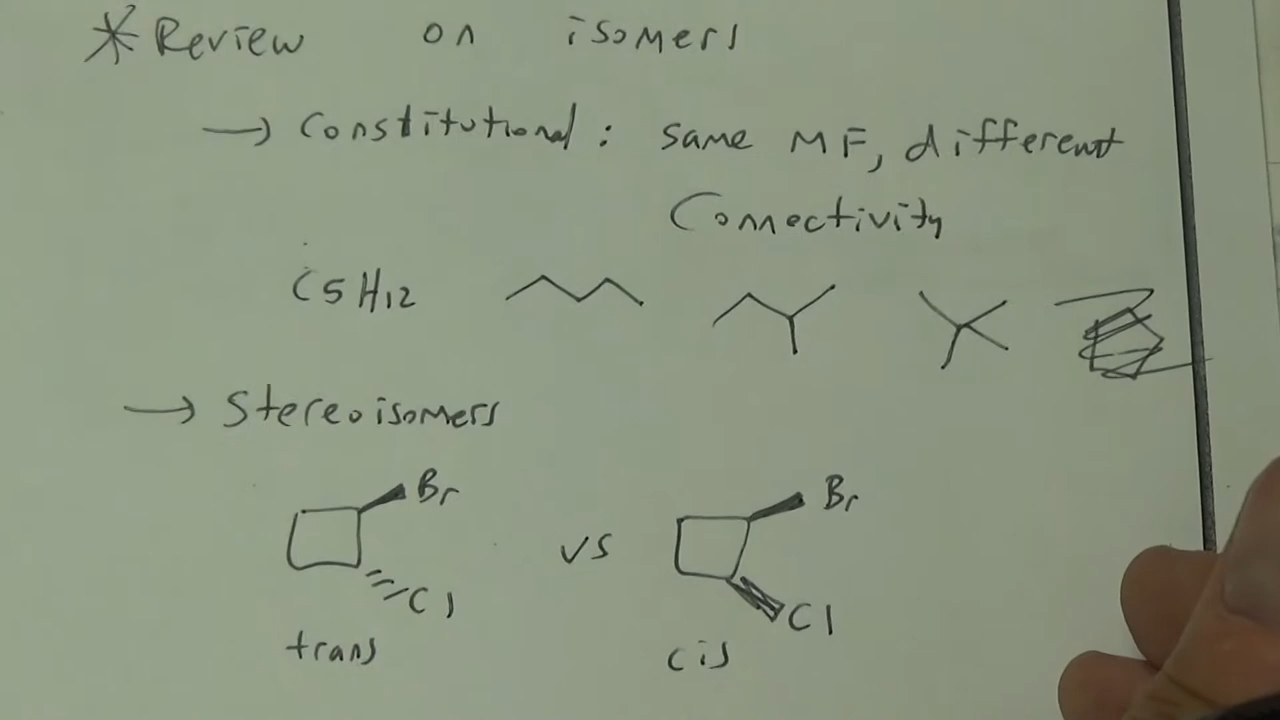 * Review on isomers
→ Constitutional: same MF, different
Connectivity
C5H12
→ Stereoisomers
Br
Br
vs
Cl
Cl
trans
cis